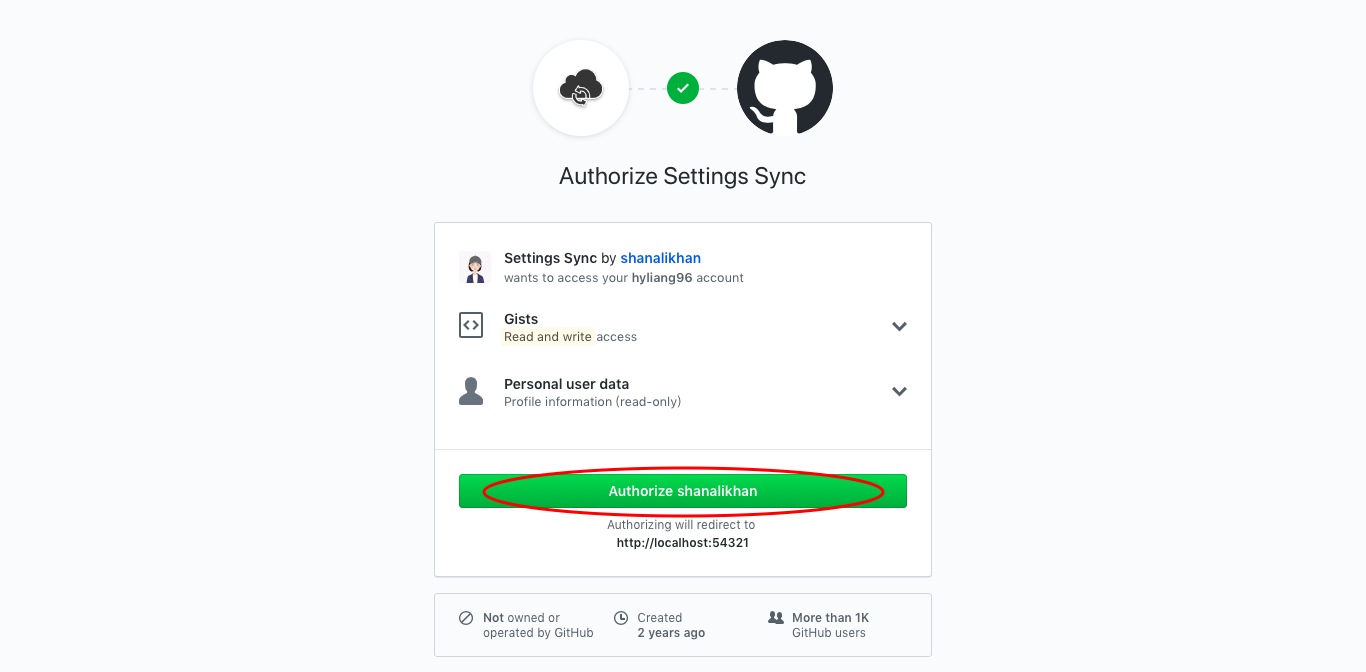 Authorize Settings Sync
Settings Sync by shanalikhan
wants to access your hyliang96 account
Gists
Read and write access
Personal user data
Profile information (read-only)
Authorize shanalikhan
Authorizing will redirect to
http://localhost:54321
Not owned or
operated by GitHub
Created
2 years ago
More than 1K
GitHub users